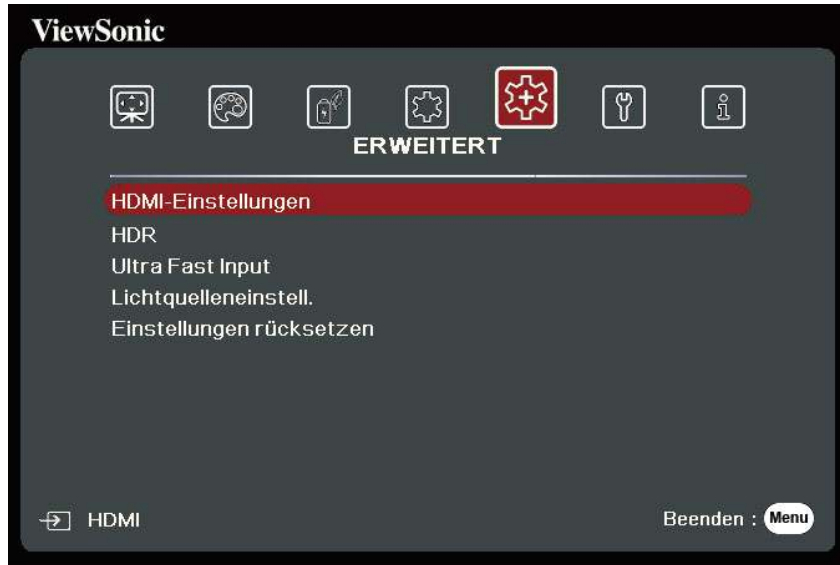 ViewSonic
ERWEITERT
HDMI-Einstellungen
HDR
Ultra Fast Input
Lichtquelleneinstell.
Einstellungen rücksetzen
HDMI
Beenden : Menu